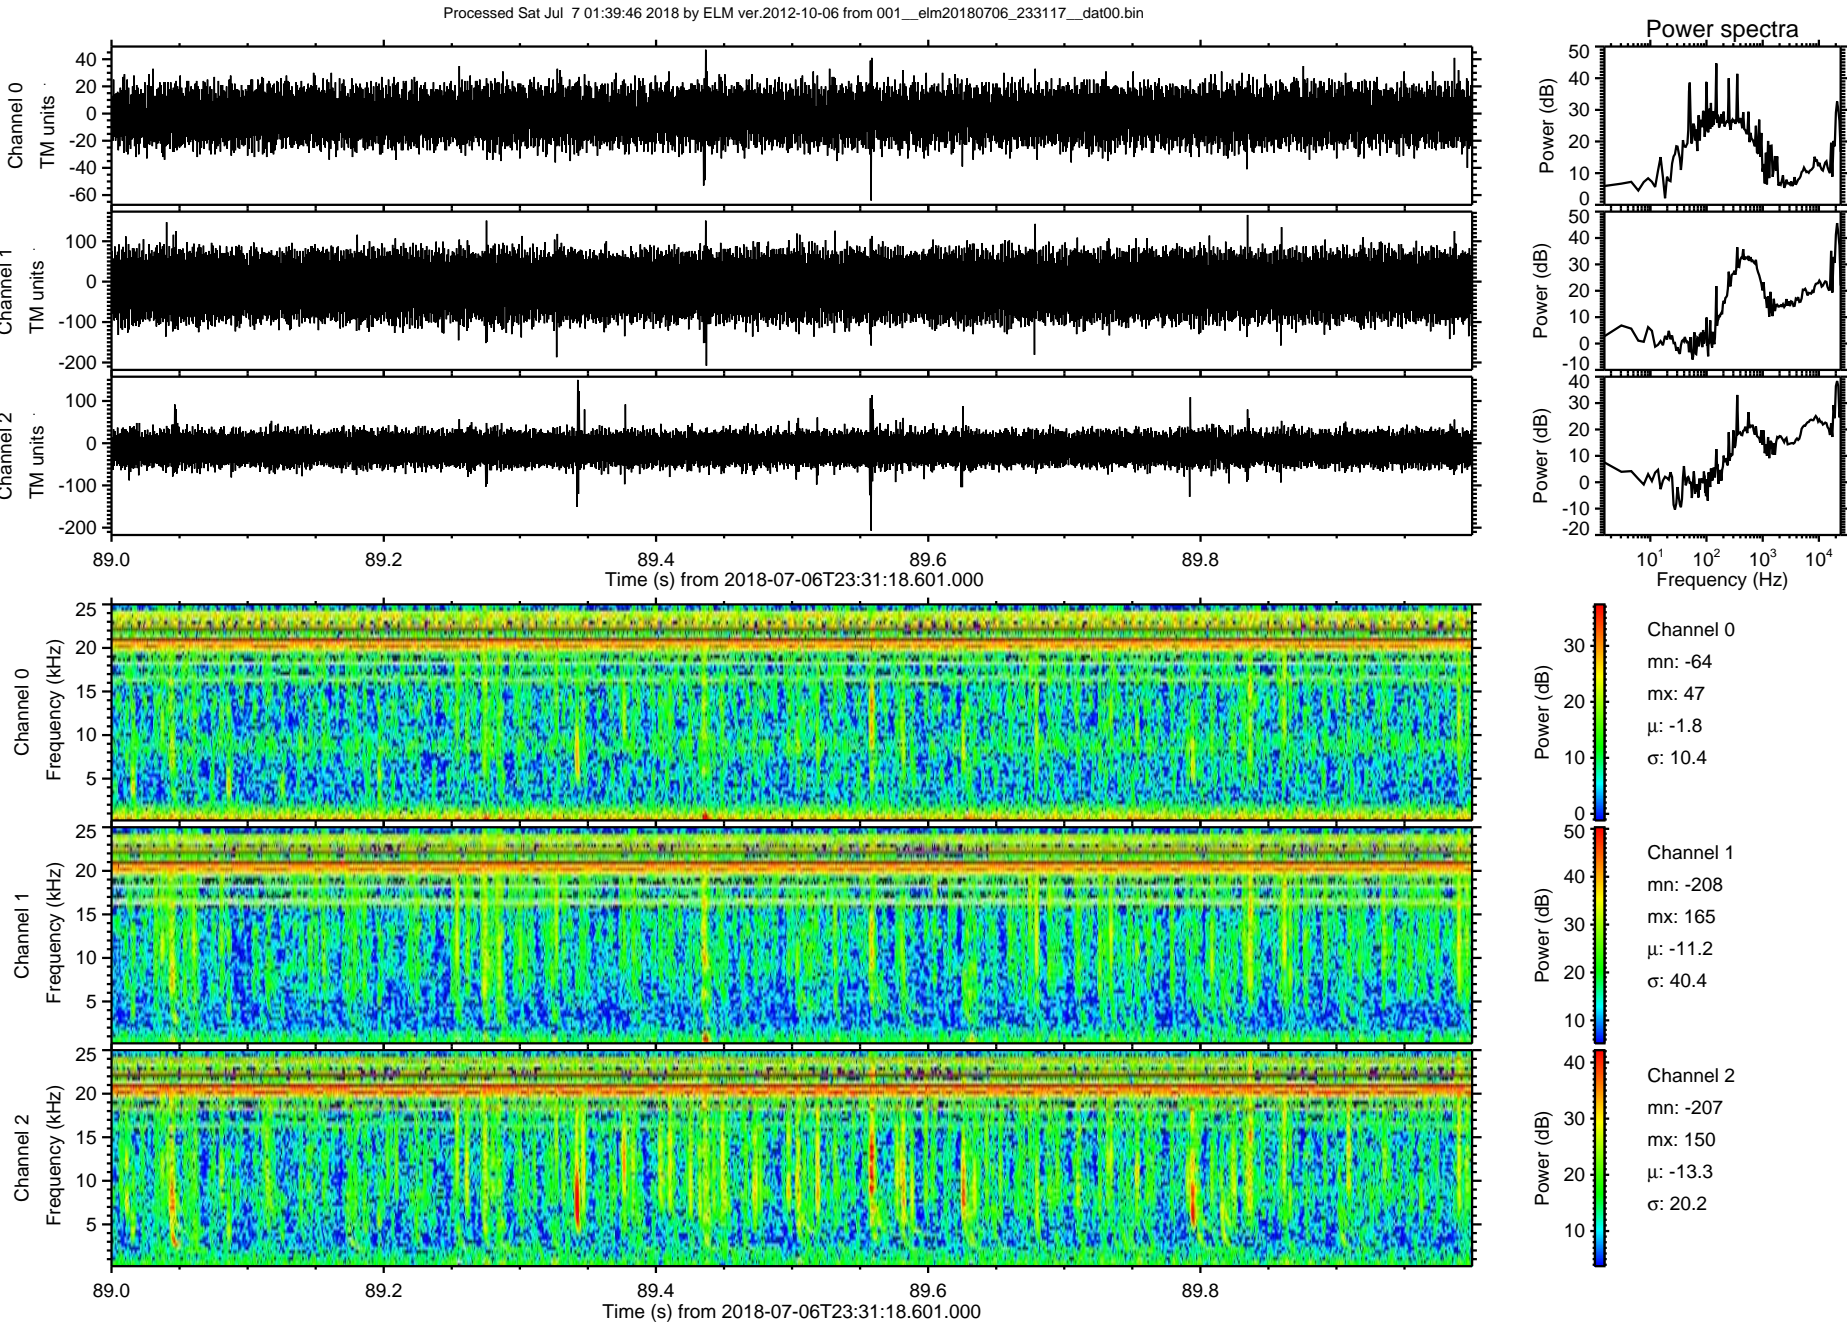 Processed Sat Jul 7 01:39:46 2018 by ELM ver.2012-10-06 from 001__elm20180706_233117__dat00.bin
Power spectra
Channel 0
TM units
40
20
0
-20
-40
-60
Power (dB)
50
40
30
20
10
0
Channel 1
TM units
100
0
-100
-200
Power (dB)
50
40
30
20
10
0
-10
Channel 2
TM units
100
0
-100
-200
Power (dB)
40
30
20
10
0
-10
-20
89.0 89.2 89.4 89.6 89.8
Time (s) from 2018-07-06T23:31:18.601.000
10¹ 10² 10³ 10⁴
Frequency (Hz)
Channel 0
Frequency (kHz)
25
20
15
10
5
Power (dB)
30
20
10
0
Channel 0
mn: -64
mx: 47
μ: -1.8
σ: 10.4
Channel 1
Frequency (kHz)
25
20
15
10
5
Power (dB)
50
40
30
20
10
Channel 1
mn: -208
mx: 165
μ: -11.2
σ: 40.4
Channel 2
Frequency (kHz)
25
20
15
10
5
Power (dB)
40
30
20
10
Channel 2
mn: -207
mx: 150
μ: -13.3
σ: 20.2
89.0 89.2 89.4 89.6 89.8
Time (s) from 2018-07-06T23:31:18.601.000